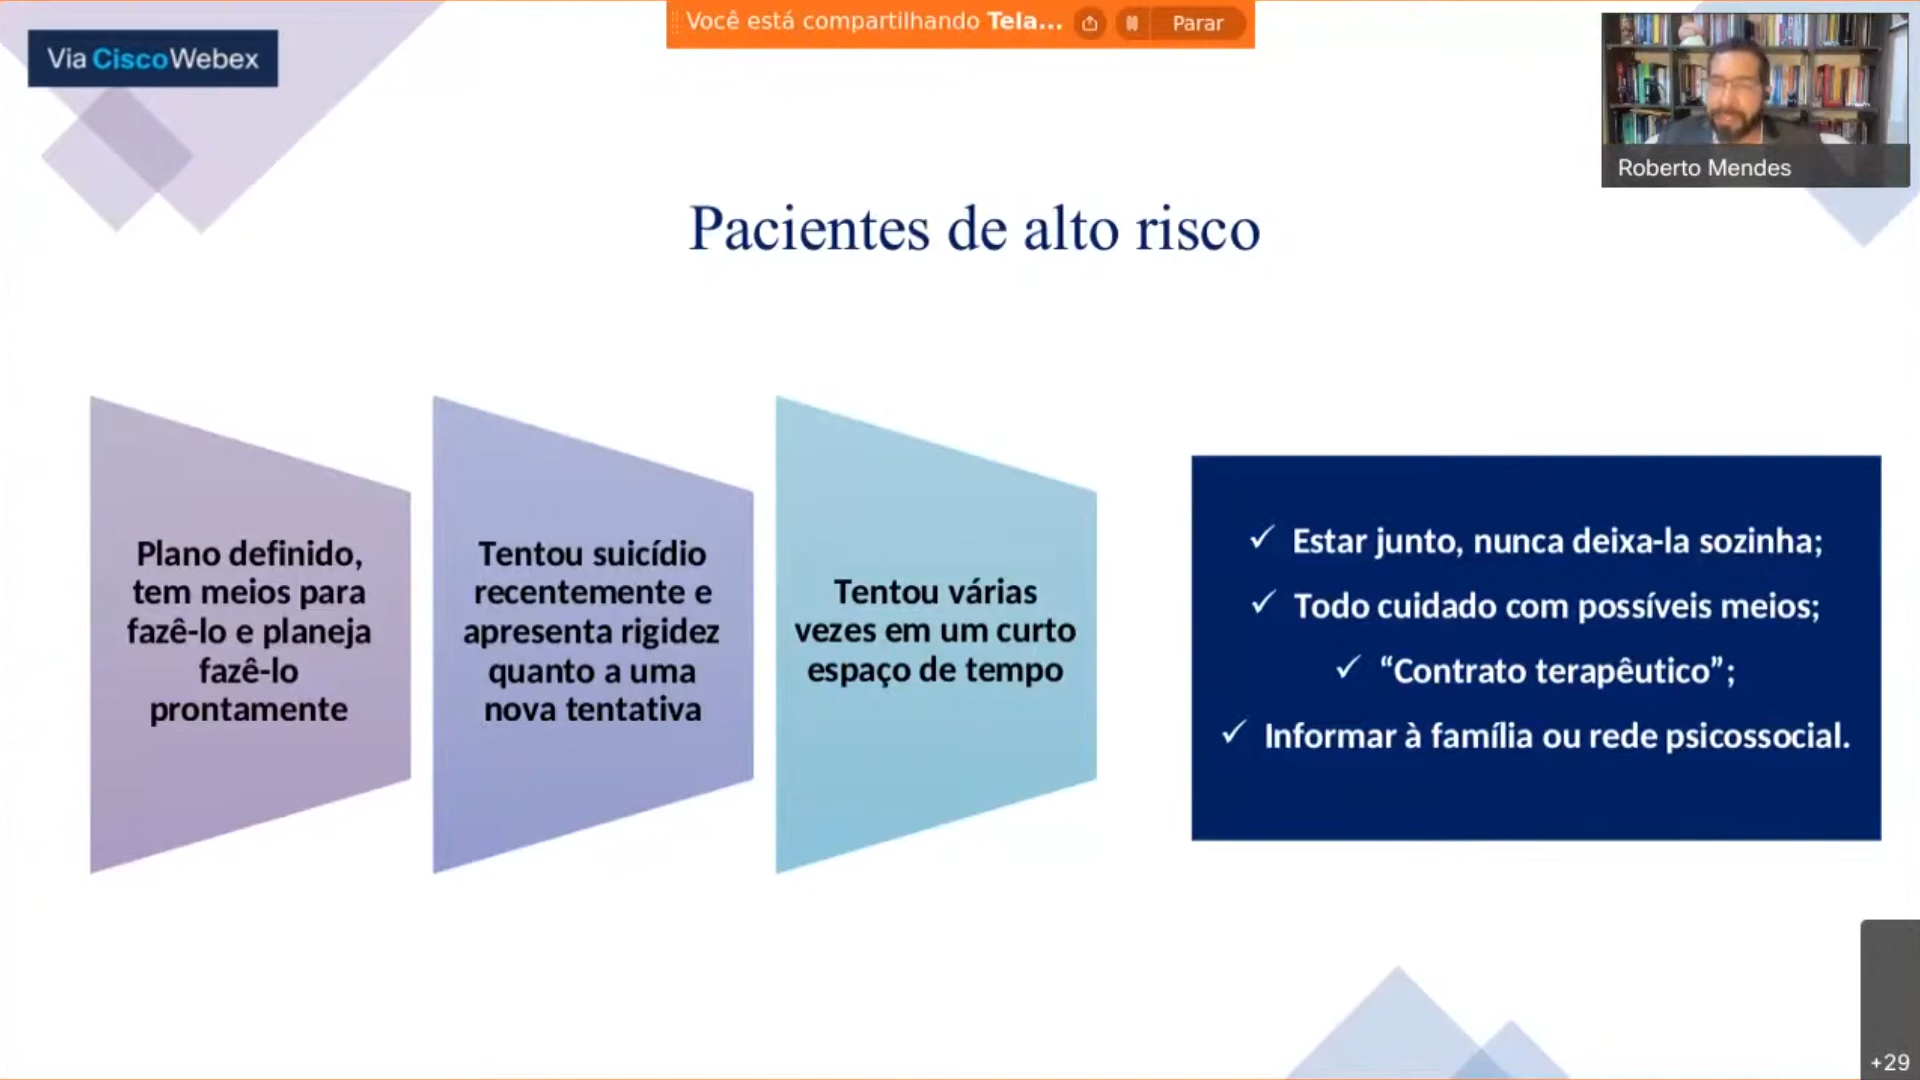 Você está compartilhando Tela...
Parar
Via CiscoWebex
Roberto Mendes
Pacientes de alto risco
Plano definido,
tem meios para
fazê-lo e planeja
fazê-lo
prontamente
Tentou suicídio
recentemente e
apresenta rigidez
quanto a uma
nova tentativa
Tentou várias
vezes em um curto
espaço de tempo
✓ Estar junto, nunca deixa-la sozinha;
✓ Todo cuidado com possíveis meios;
✓ “Contrato terapêutico”;
✓ Informar à família ou rede psicossocial.
+29